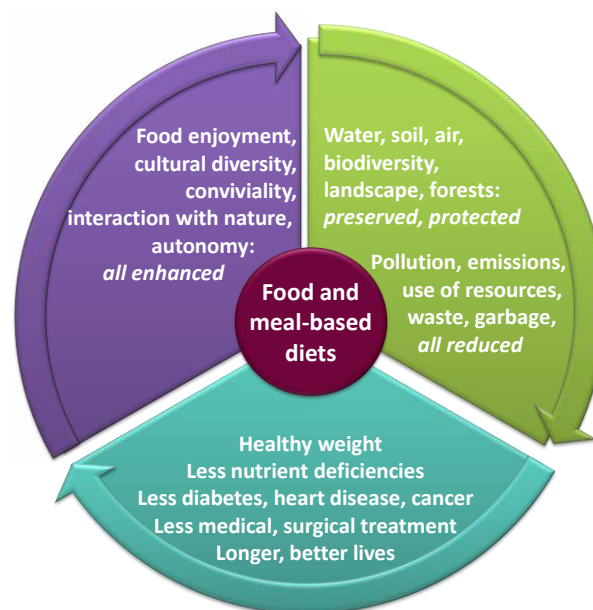 Food enjoyment,
cultural diversity,
conviviality,
interaction with nature,
autonomy:
all enhanced
Water, soil, air,
biodiversity,
landscape, forests:
preserved, protected
Pollution, emissions,
use of resources,
waste, garbage,
all reduced
Food and
meal-based
diets
Healthy weight
Less nutrient deficiencies
Less diabetes, heart disease, cancer
Less medical, surgical treatment
Longer, better lives